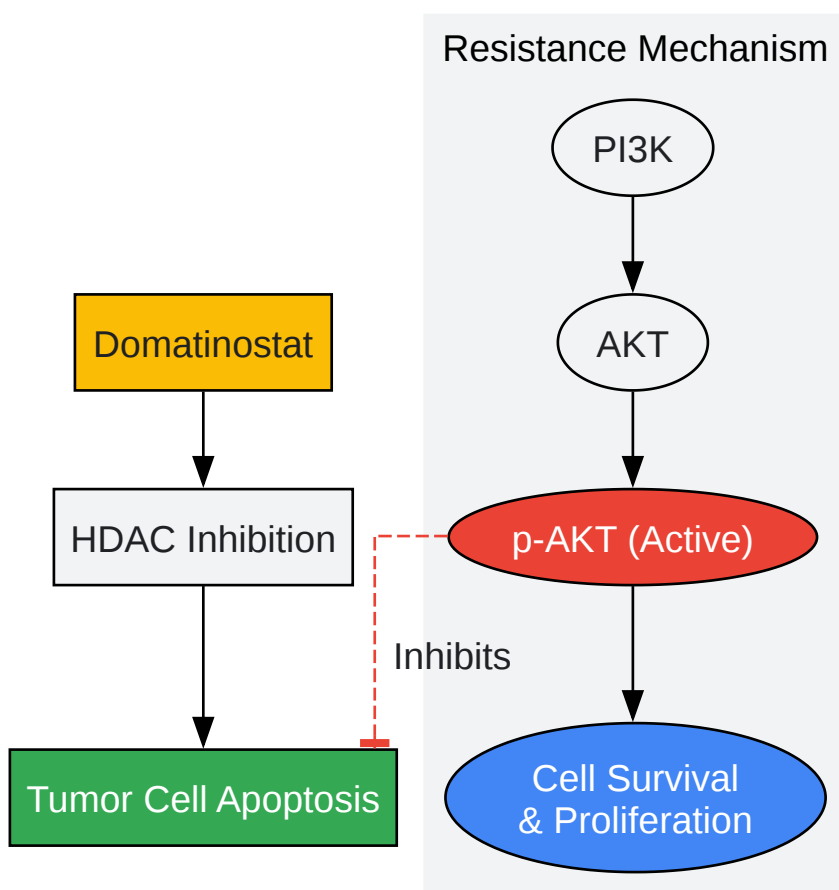 Resistance Mechanism
PI3K
Domatinostat
AKT
HDAC Inhibition
p-AKT (Active)
Inhibits
Tumor Cell Apoptosis
Cell Survival
& Proliferation